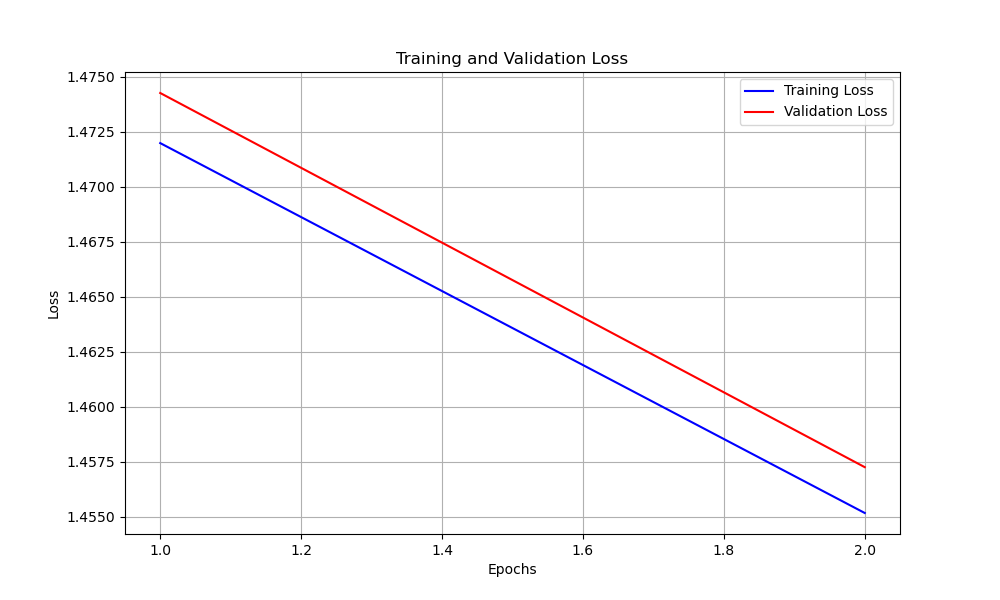 Training and Validation Loss
Training Loss
Validation Loss
Loss
1.4750
1.4725
1.4700
1.4675
1.4650
1.4625
1.4600
1.4575
1.4550
1.0 1.2 1.4 1.6 1.8 2.0
Epochs